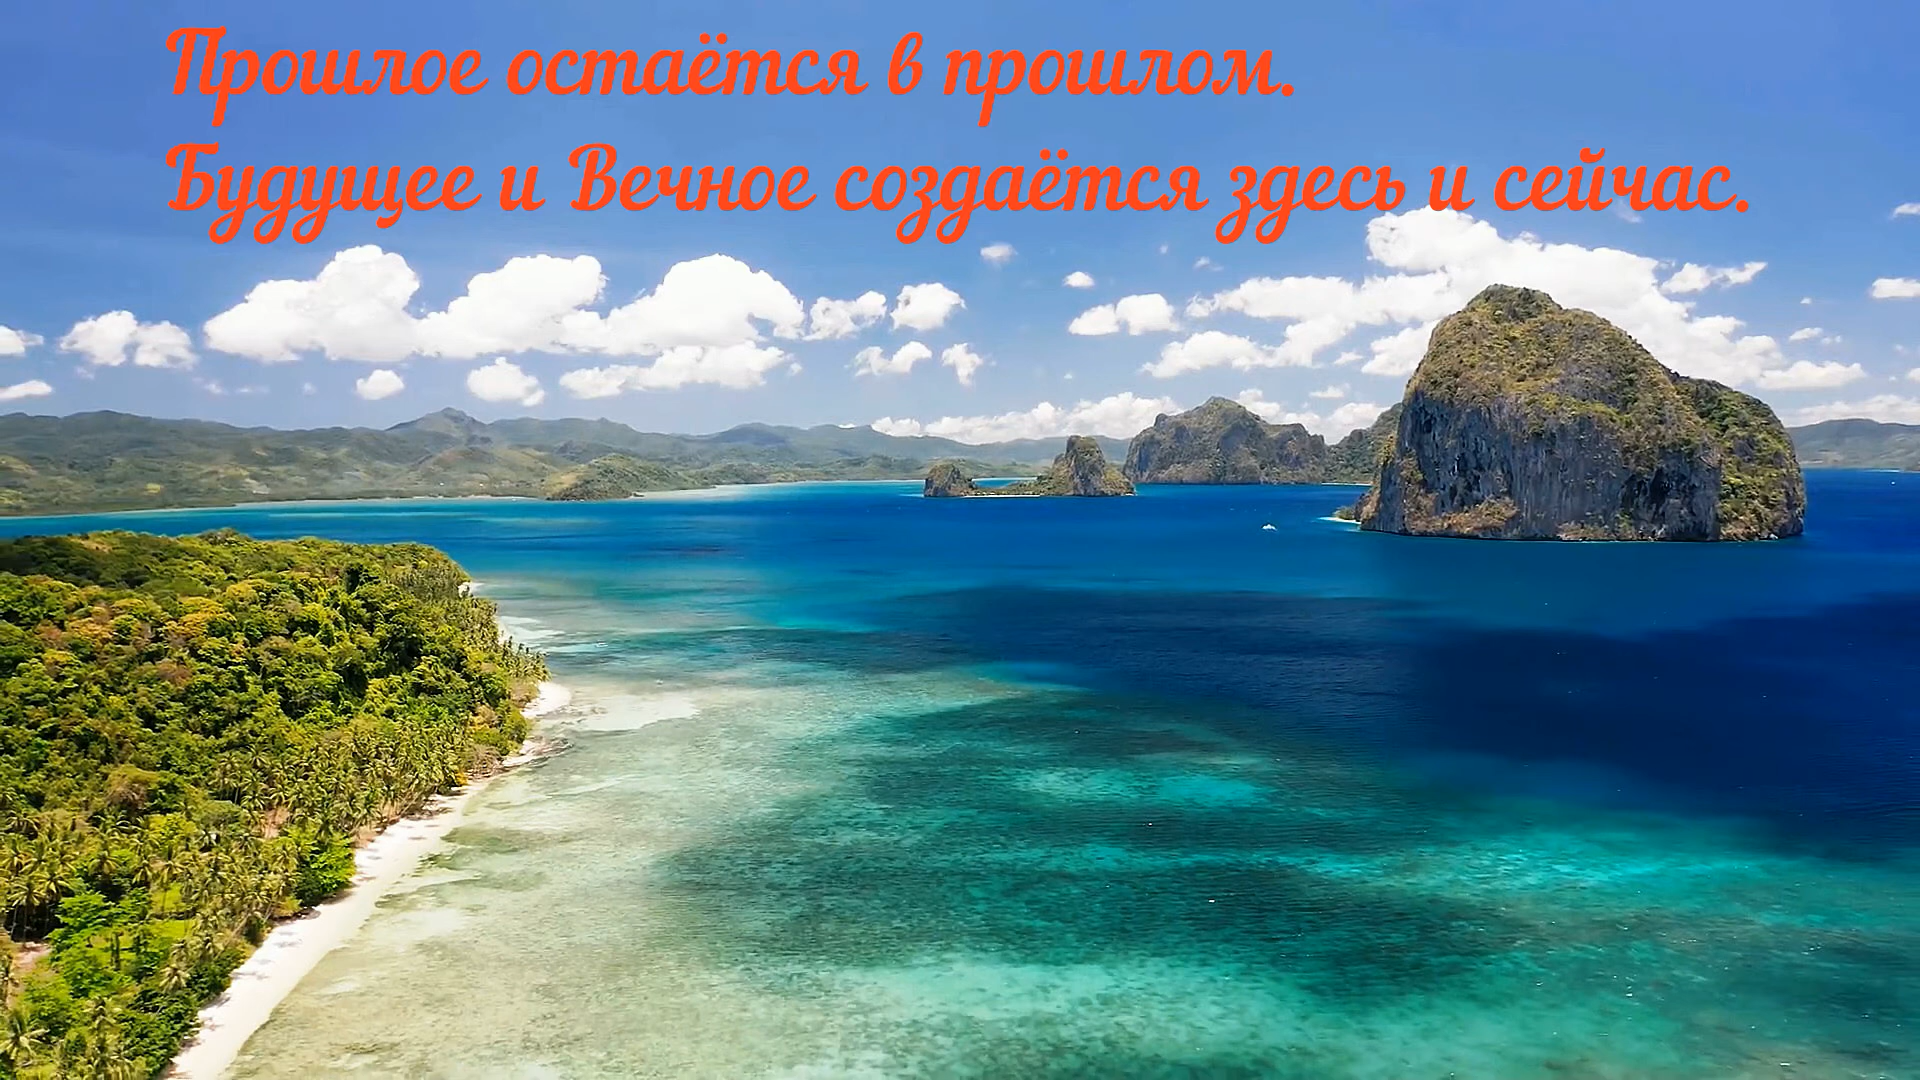 Прошлое остаётся в прошлом.
Будущее и Вечное создаётся здесь и сейчас.